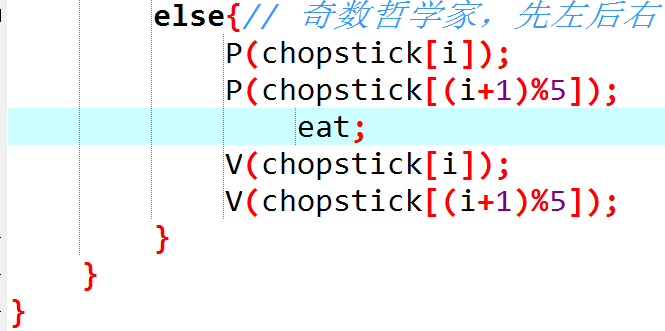 else{// 奇数哲学家，先左后右
P(chopstick[i]);
P(chopstick[(i+1)%5]);
eat;
V(chopstick[i]);
V(chopstick[(i+1)%5]);
}
}
}